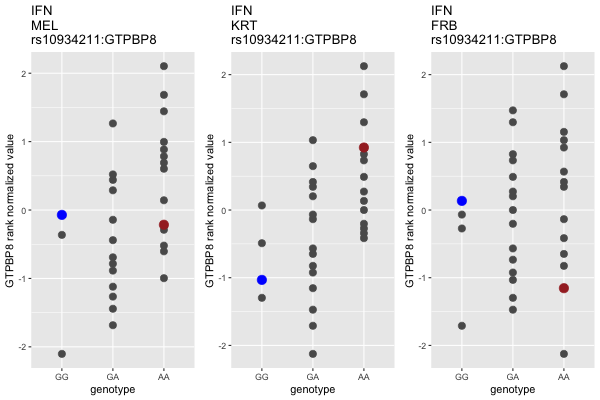 IFN
MEL
rs10934211:GTPBP8
GTPBP8 rank normalized value
2
1
0
-1
-2
GG GA AA
genotype
IFN
KRT
rs10934211:GTPBP8
GTPBP8 rank normalized value
2
1
0
-1
-2
GG GA AA
genotype
IFN
FRB
rs10934211:GTPBP8
GTPBP8 rank normalized value
2
1
0
-1
-2
GG GA AA
genotype